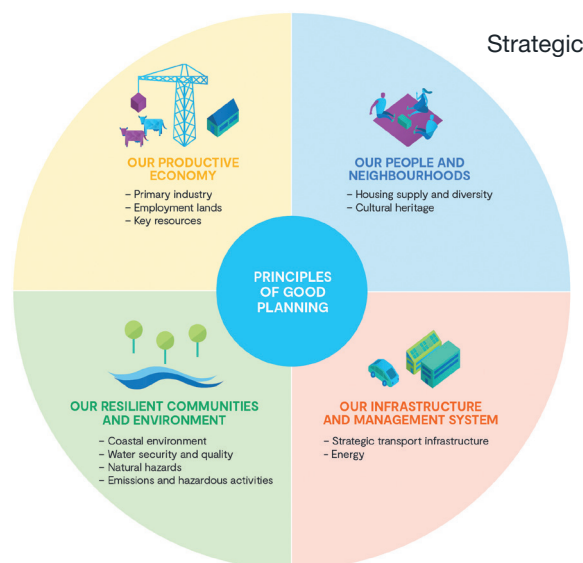 Strategic
OUR PRODUCTIVE
ECONOMY
– Primary industry
– Employment lands
– Key resources
OUR PEOPLE AND
NEIGHBOURHOODS
– Housing supply and diversity
– Cultural heritage
PRINCIPLES
OF GOOD
PLANNING
OUR RESILIENT COMMUNITIES
AND ENVIRONMENT
– Coastal environment
– Water security and quality
– Natural hazards
– Emissions and hazardous activities
OUR INFRASTRUCTURE
AND MANAGEMENT SYSTEM
– Strategic transport infrastructure
– Energy